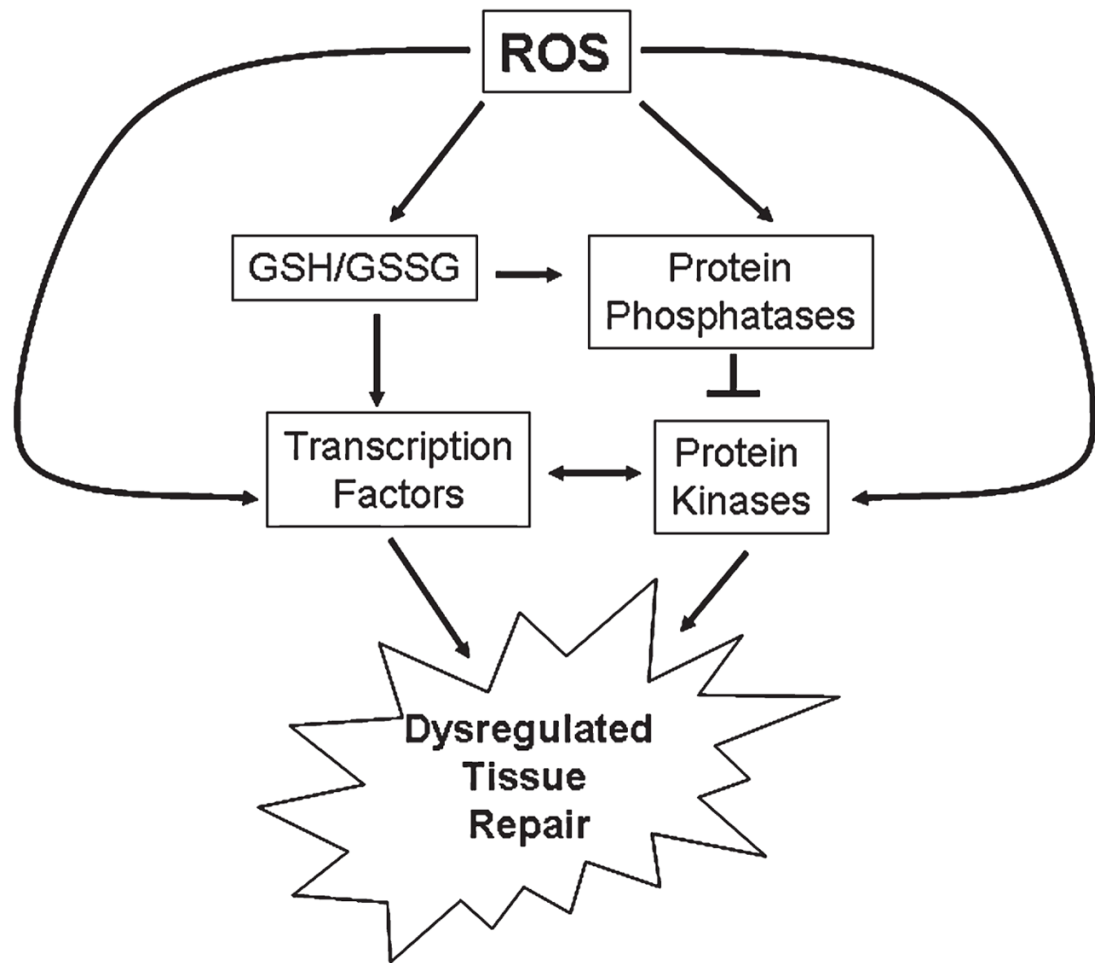 ROS
GSH/GSSG
Protein
Phosphatases
Transcription
Factors
Protein
Kinases
Dysregulated
Tissue
Repair